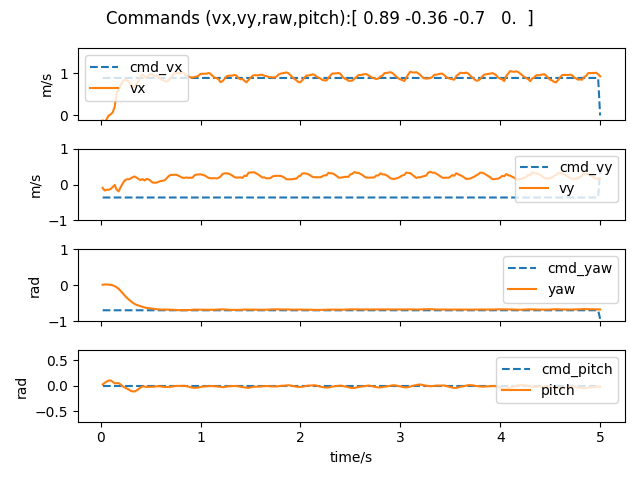 Commands (vx,vy,raw,pitch):[ 0.89 -0.36 -0.7 0. ]
m/s
1
0
cmd_vx
vx
m/s
1
0
−1
cmd_vy
vy
rad
1
0
−1
cmd_yaw
yaw
rad
0.5
0.0
−0.5
cmd_pitch
pitch
0 1 2 3 4 5
time/s